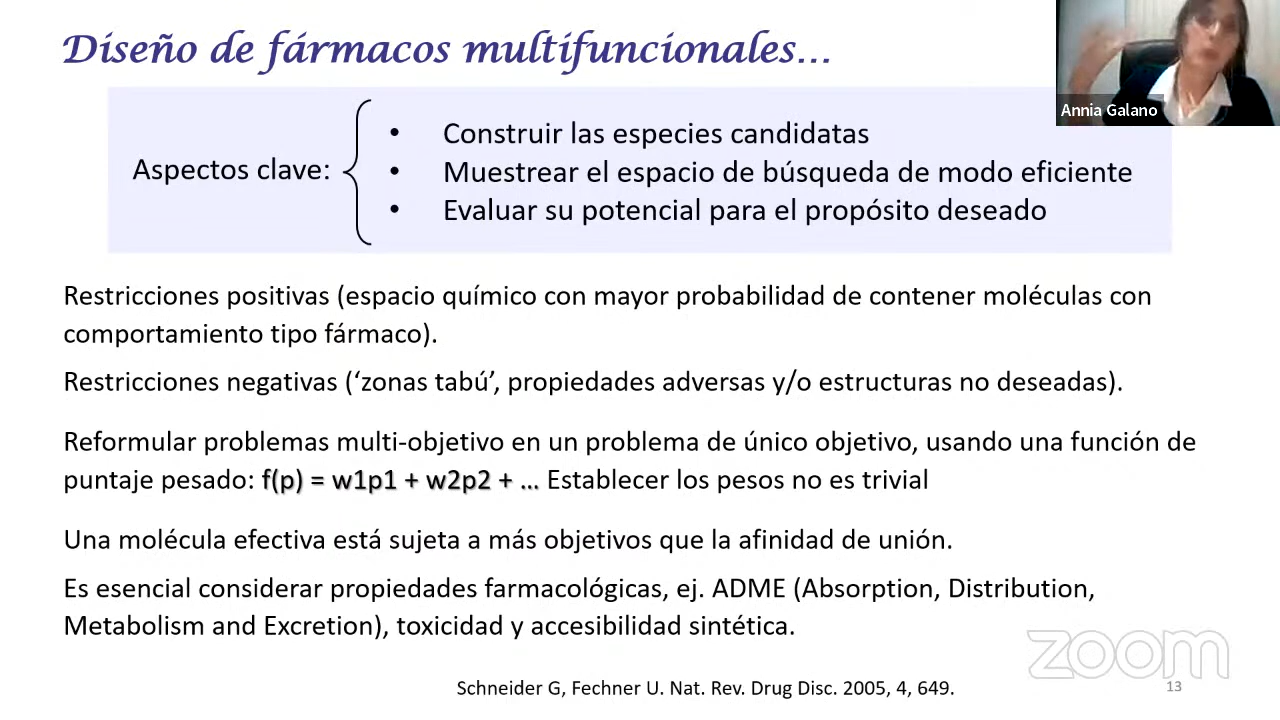 Diseño de fármacos multifuncionales...
Annia Galano
Aspectos clave:
• Construir las especies candidatas
• Muestrear el espacio de búsqueda de modo eficiente
• Evaluar su potencial para el propósito deseado
Restricciones positivas (espacio químico con mayor probabilidad de contener moléculas con
comportamiento tipo fármaco).
Restricciones negativas (‘zonas tabú’, propiedades adversas y/o estructuras no deseadas).
Reformular problemas multi-objetivo en un problema de único objetivo, usando una función de
puntaje pesado: f(p) = w1p1 + w2p2 + ... Establecer los pesos no es trivial
Una molécula efectiva está sujeta a más objetivos que la afinidad de unión.
Es esencial considerar propiedades farmacológicas, ej. ADME (Absorption, Distribution,
Metabolism and Excretion), toxicidad y accesibilidad sintética.
zoom
Schneider G, Fechner U. Nat. Rev. Drug Disc. 2005, 4, 649.
13